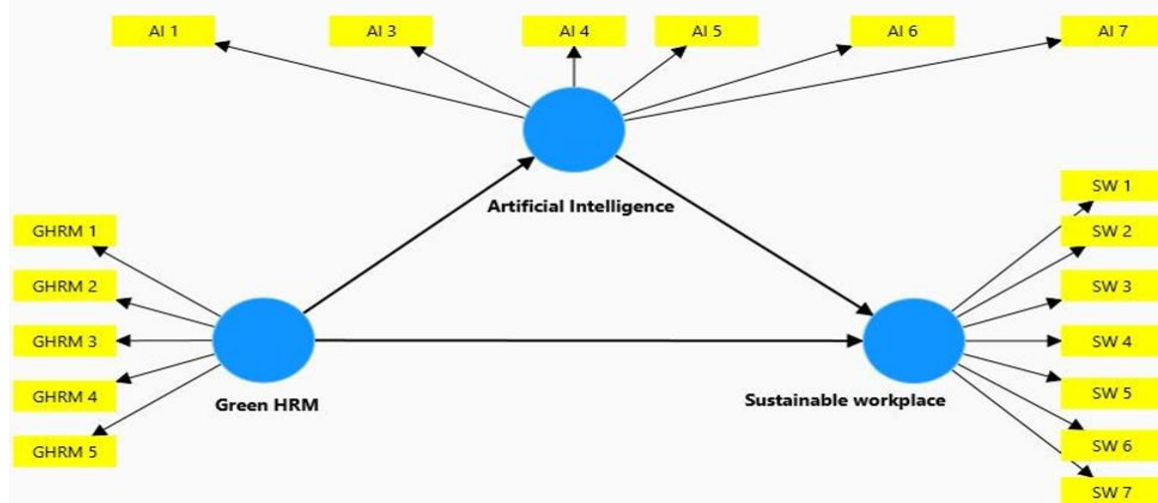 AI 1
AI 3
AI 4
AI 5
AI 6
AI 7
Artificial Intelligence
GHRM 1
GHRM 2
GHRM 3
GHRM 4
GHRM 5
Green HRM
SW 1
SW 2
SW 3
SW 4
SW 5
SW 6
SW 7
Sustainable workplace